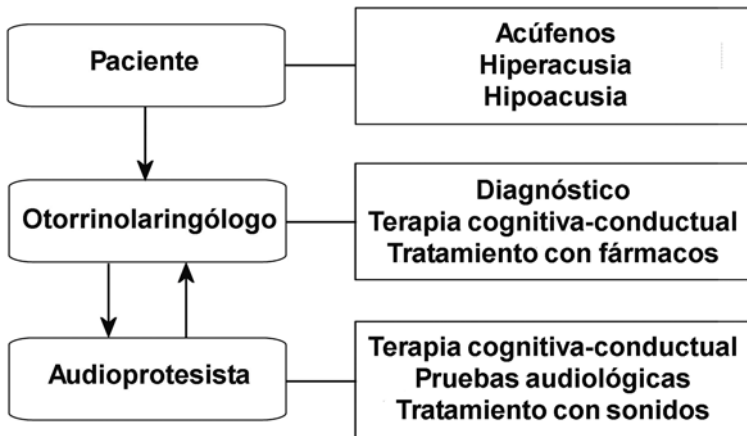 Paciente
Acúfenos
Hiperacusia
Hipoacusia
Otorrinolaringólogo
Diagnóstico
Terapia cognitiva-conductual
Tratamiento con fármacos
Audioprotesista
Terapia cognitiva-conductual
Pruebas audiológicas
Tratamiento con sonidos